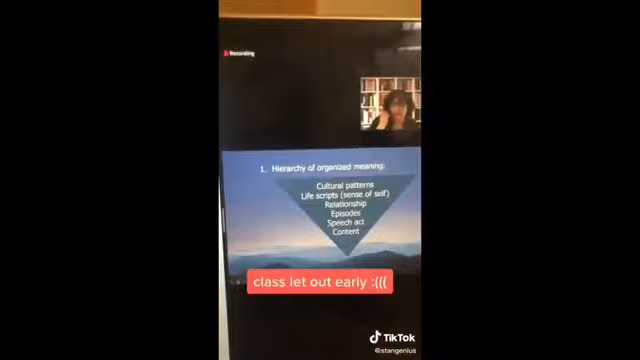 Recording
1. Hierarchy of organized meaning:
Cultural patterns
Life scripts (sense of self)
Relationship
Episodes
Speech act
Content
class let out early :(((
TikTok
@stangenius